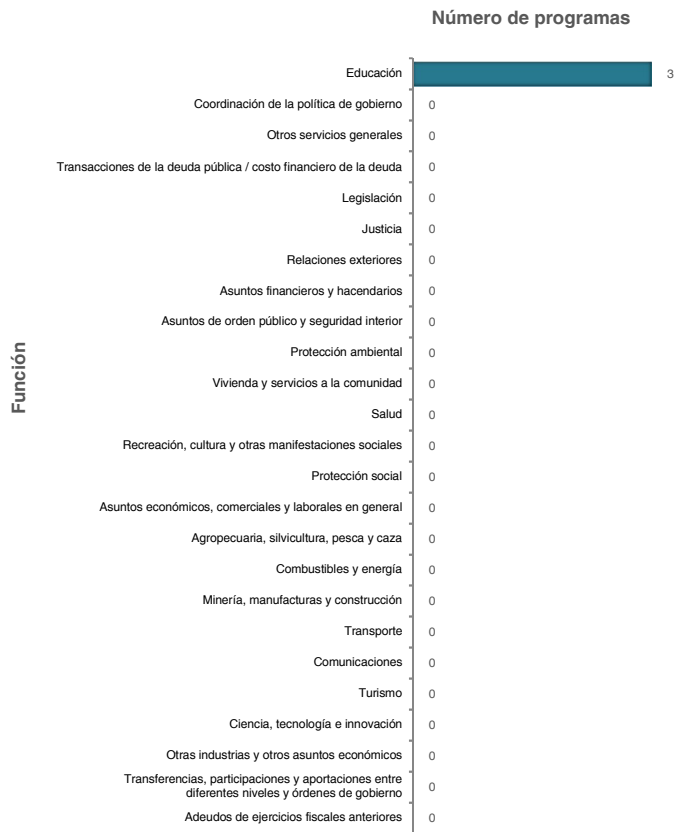 Número de programas
Función
Educación 3
Coordinación de la política de gobierno 0
Otros servicios generales 0
Transacciones de la deuda pública / costo financiero de la deuda 0
Legislación 0
Justicia 0
Relaciones exteriores 0
Asuntos financieros y hacendarios 0
Asuntos de orden público y seguridad interior 0
Protección ambiental 0
Vivienda y servicios a la comunidad 0
Salud 0
Recreación, cultura y otras manifestaciones sociales 0
Protección social 0
Asuntos económicos, comerciales y laborales en general 0
Agropecuaria, silvicultura, pesca y caza 0
Combustibles y energía 0
Minería, manufacturas y construcción 0
Transporte 0
Comunicaciones 0
Turismo 0
Ciencia, tecnología e innovación 0
Otras industrias y otros asuntos económicos 0
Transferencias, participaciones y aportaciones entre
diferentes niveles y órdenes de gobierno 0
Adeudos de ejercicios fiscales anteriores 0